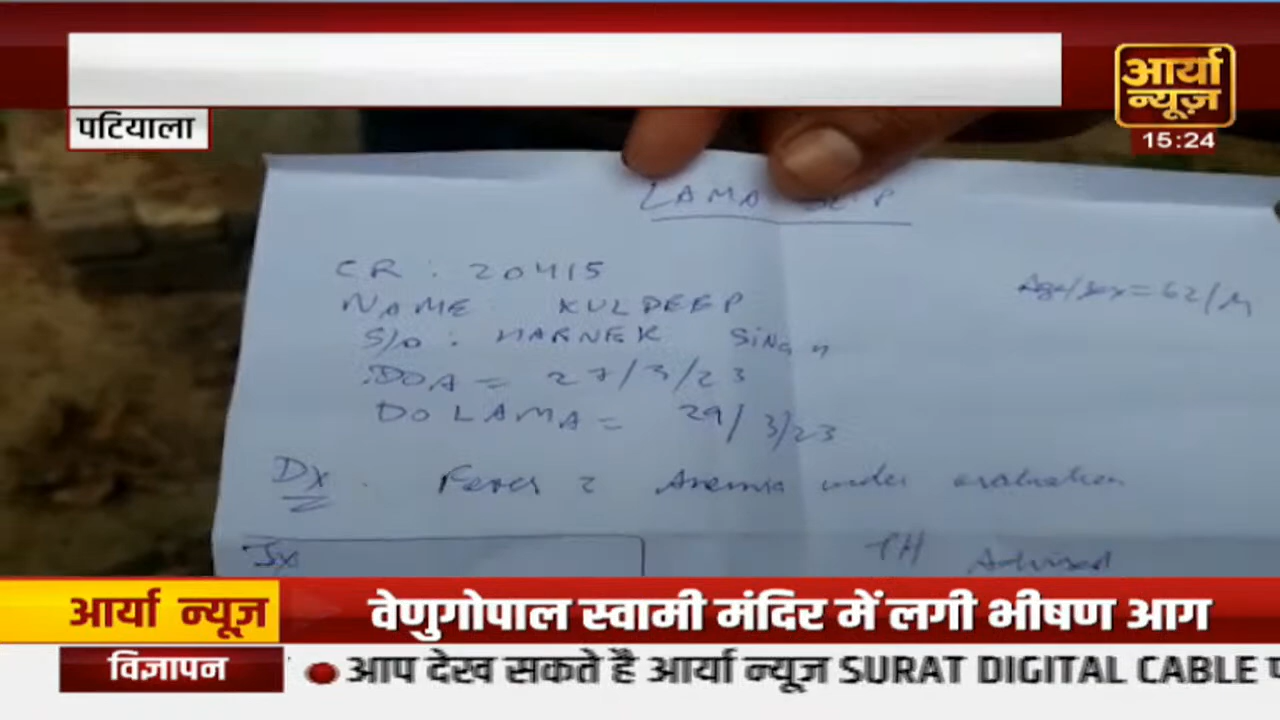 आर्या
न्यूज़
15:24
पटियाला
LAMA
CR : 20415
Age/Sex = 62/M
NAME KULDEEP
S/O : HARNEK SINGH
DOA = 27/3/23
DO LAMA = 29/3/23
Dx . Fever c Anemia under evaluation
Ix
Advised
आर्या न्यूज़ वेणुगोपाल स्वामी मंदिर में लगी भीषण आग
विज्ञापन आप देख सकते है आर्या न्यूज़ SURAT DIGITAL CABLE